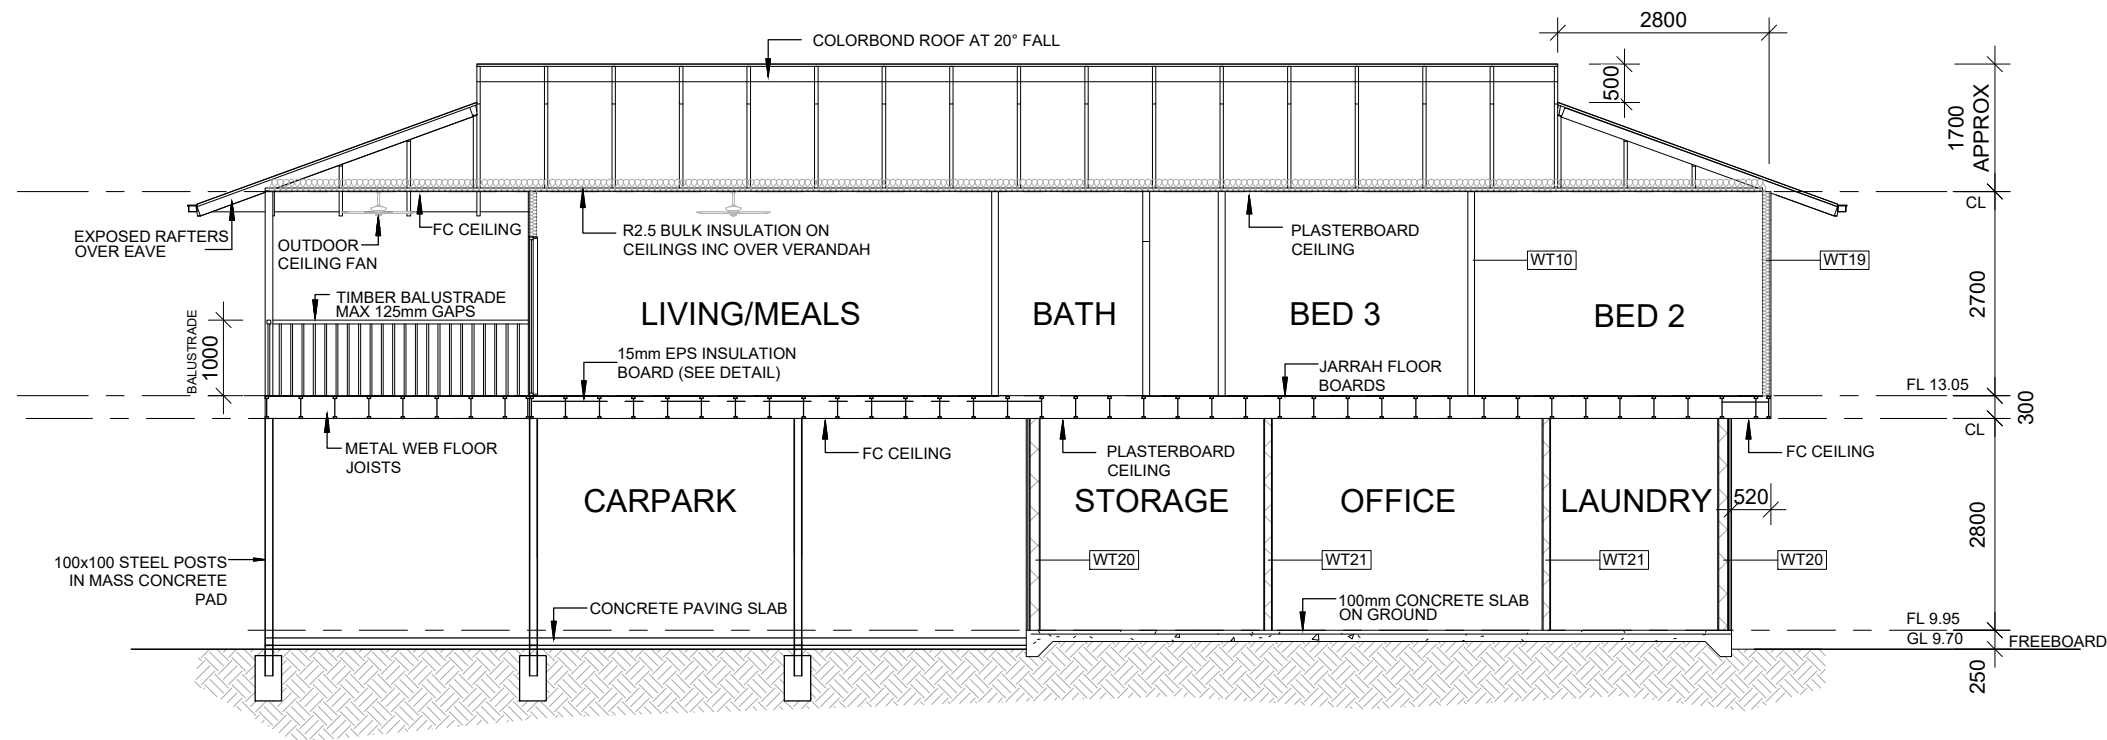 2800
COLORBOND ROOF AT 20° FALL
500
1700
APPROX
CL
EXPOSED RAFTERS
OVER EAVE
OUTDOOR
CEILING FAN
FC CEILING
R2.5 BULK INSULATION ON
CEILINGS INC OVER VERANDAH
PLASTERBOARD
CEILING
WT10
WT19
TIMBER BALUSTRADE
MAX 125mm GAPS
BALUSTRADE
1000
LIVING/MEALS
BATH
BED 3
BED 2
2700
15mm EPS INSULATION
BOARD (SEE DETAIL)
JARRAH FLOOR
BOARDS
FL 13.05
300
CL
METAL WEB FLOOR
JOISTS
FC CEILING
PLASTERBOARD
CEILING
FC CEILING
CARPARK
STORAGE
OFFICE
LAUNDRY
520
2800
100x100 STEEL POSTS
IN MASS CONCRETE
PAD
WT20
WT21
WT21
WT20
CONCRETE PAVING SLAB
100mm CONCRETE SLAB
ON GROUND
FL 9.95
GL 9.70
FREEBOARD
250